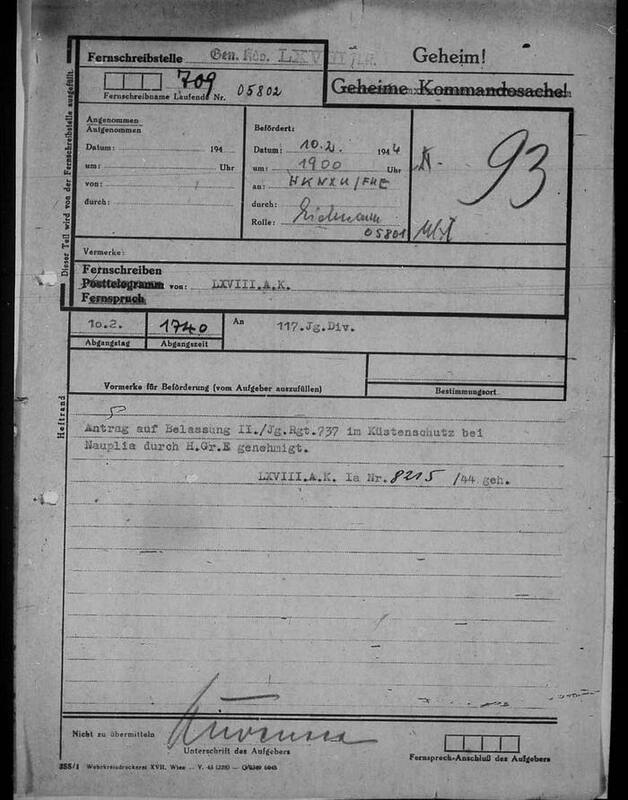 Fernschreibstelle Gen. Kdo. LXVIII
Geheim!
Geheime Kommandosache!
709 05802
Fernschreibname Laufende Nr.
Dieser Teil wird von der Fernschreibstelle ausgefüllt.
Angenommen
Aufgenommen
Datum: 194
um: Uhr
von:
durch:
Befördert:
Datum: 10.2. 1944
um: 1900 Uhr
an: HKNXU/FHE
durch:
Rolle:
05801
93
Vermerke:
Fernschreiben
Posttelegramm von: LXVIII.A.K.
Fernspruch
10.2. 1740 An 117.Jg.Div.
Abgangstag Abgangszeit
Vermerke für Beförderung (vom Aufgeber auszufüllen) Bestimmungsort
Heftrand
Antrag auf Belassung II./Jg.Rgt.737 im Küstenschutz bei
Nauplia durch H.Gr.E genehmigt.
LXVIII.A.K. Ia Nr. 8215 /44 geh.
Nicht zu übermitteln
Unterschrift des Aufgebers
Fernsprech-Anschluß des Aufgebers
Wehrkreisdruckerei XVII, Wien